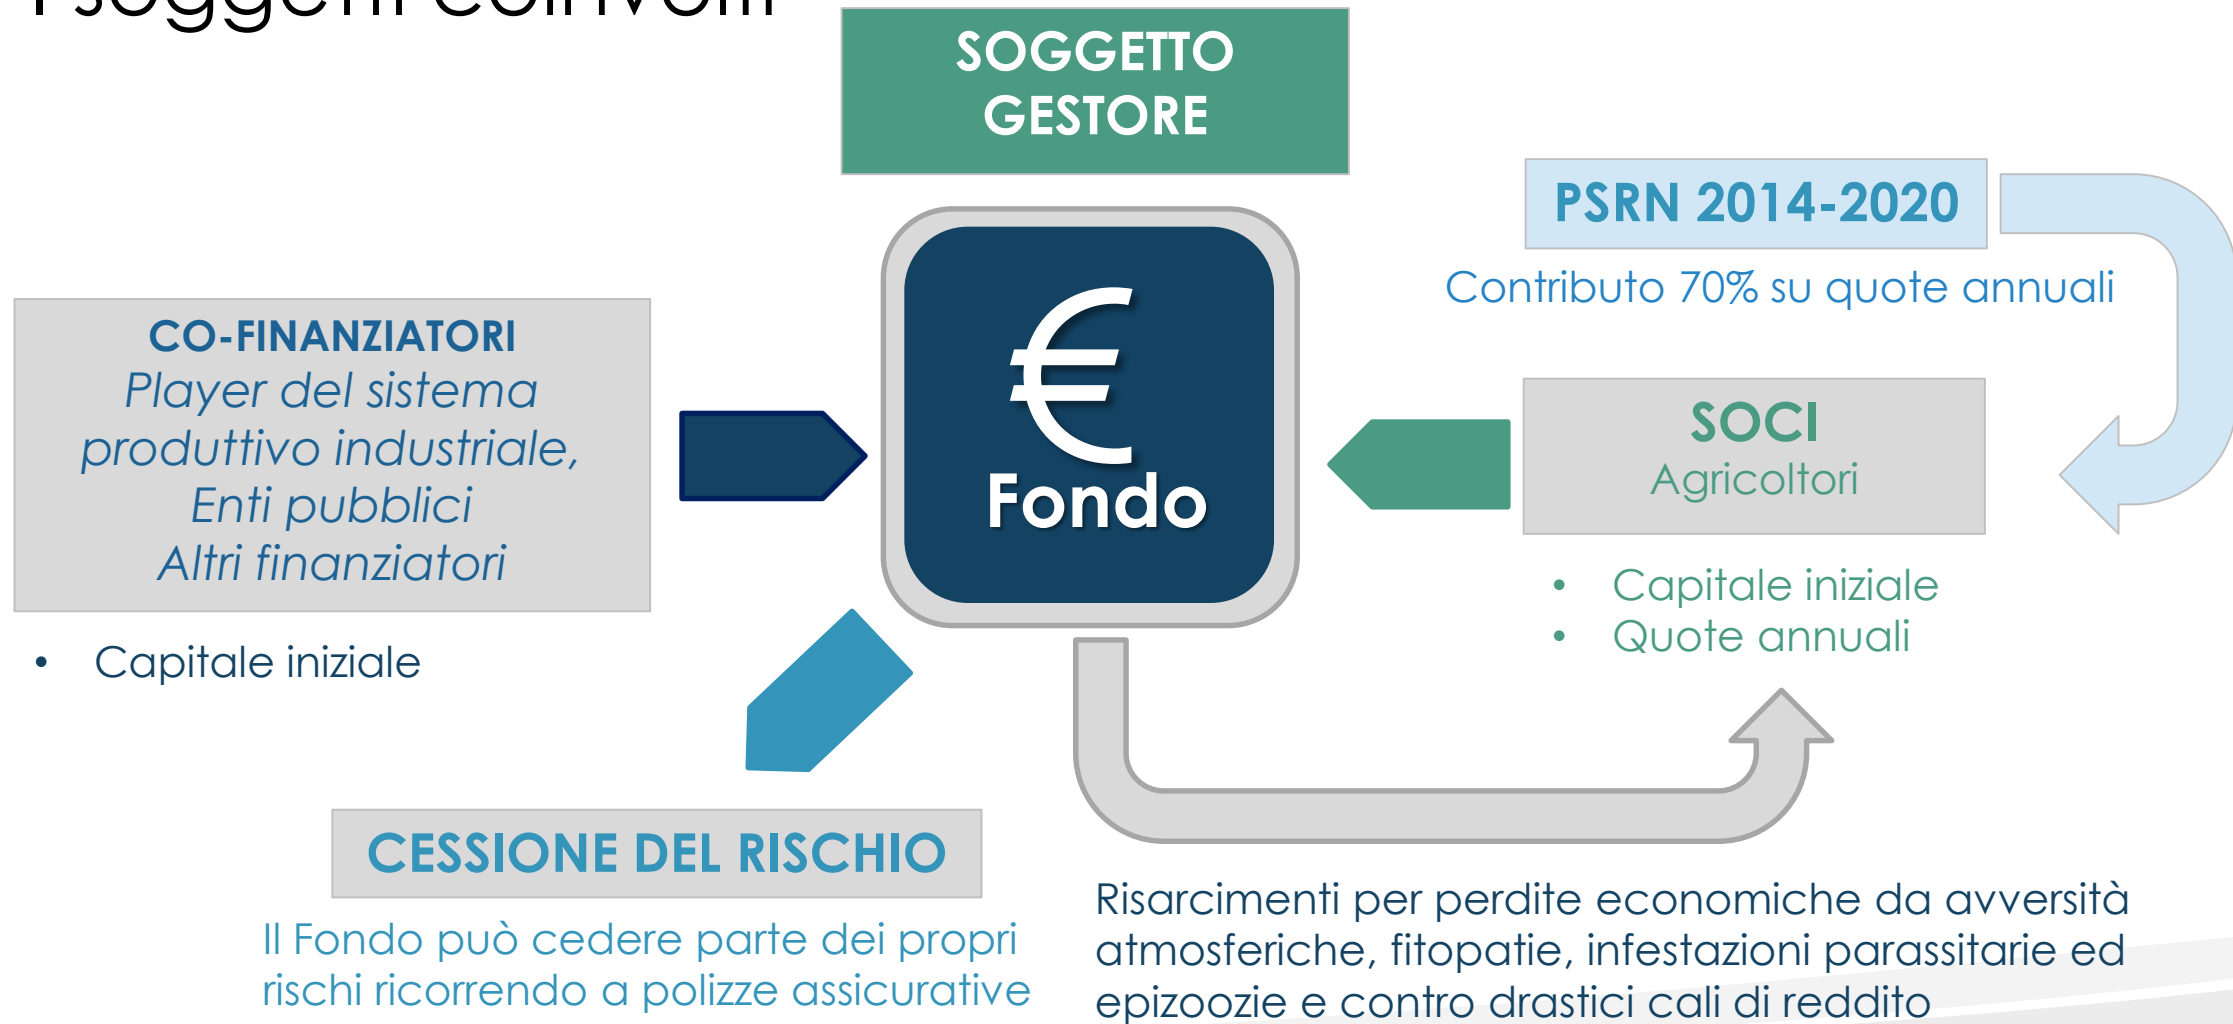 I soggetti coinvolti
SOGGETTO
GESTORE
PSRN 2014-2020
Contributo 70% su quote annuali
CO-FINANZIATORI
Player del sistema
produttivo industriale,
Enti pubblici
Altri finanziatori
• Capitale iniziale
€
Fondo
SOCI
Agricoltori
• Capitale iniziale
• Quote annuali
CESSIONE DEL RISCHIO
Il Fondo può cedere parte dei propri
rischi ricorrendo a polizze assicurative
Risarcimenti per perdite economiche da avversità
atmosferiche, fitopatie, infestazioni parassitarie ed
epizoozie e contro drastici cali di reddito